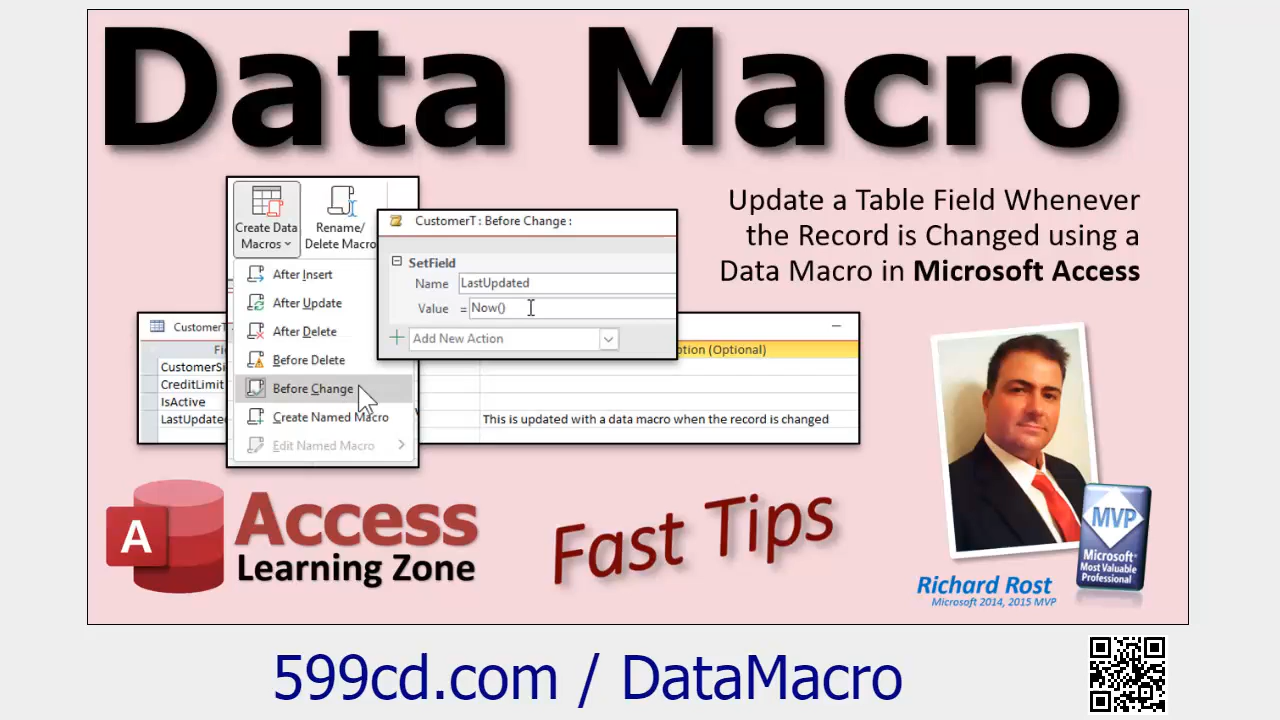 Data Macro
Update a Table Field Whenever
the Record is Changed using a
Data Macro in Microsoft Access
Create Data
Macros
Rename/
Delete Macro
After Insert
After Update
After Delete
Before Delete
Before Change
Create Named Macro
Edit Named Macro
CustomerT : Before Change :
SetField
Name LastUpdated
Value = Now()
Add New Action
CustomerT
ption (Optional)
CustomerSi
CreditLimit
IsActive
LastUpdated
This is updated with a data macro when the record is changed
A
Access
Learning Zone
Fast Tips
MVP
Microsoft®
Most Valuable
Professional
Richard Rost
Microsoft 2014, 2015 MVP
599cd.com / DataMacro